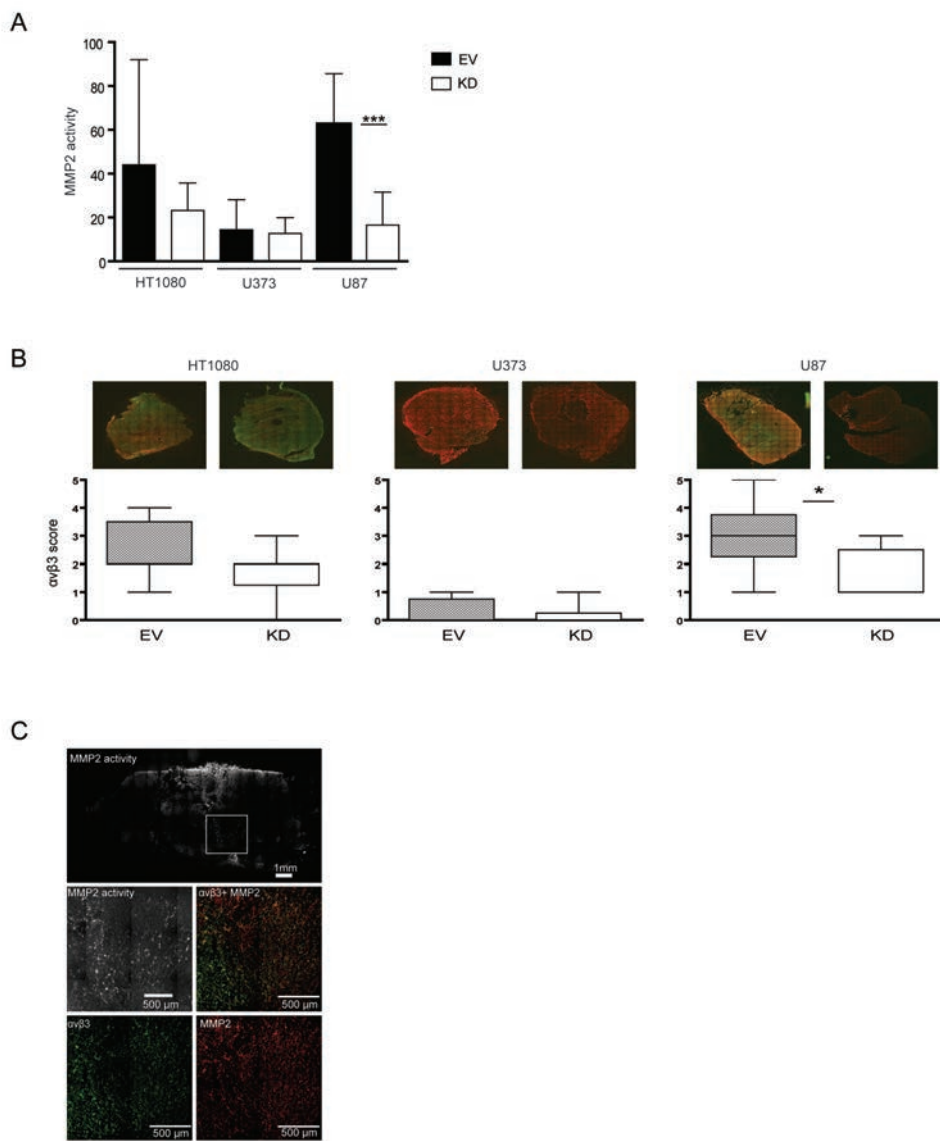 A
100
80
60
40
20
0
MMP2 activity
EV
KD
***
HT1080
U373
U87
B
HT1080
U373
U87
αvβ3 score
5
4
3
2
1
0
EV
KD
5
4
3
2
1
0
EV
KD
5
4
3
2
1
0
*
EV
KD
C
MMP2 activity
1mm
MMP2 activity
500 μm
αvβ3+ MMP2
500 μm
αvβ3
500 μm
MMP2
500 μm